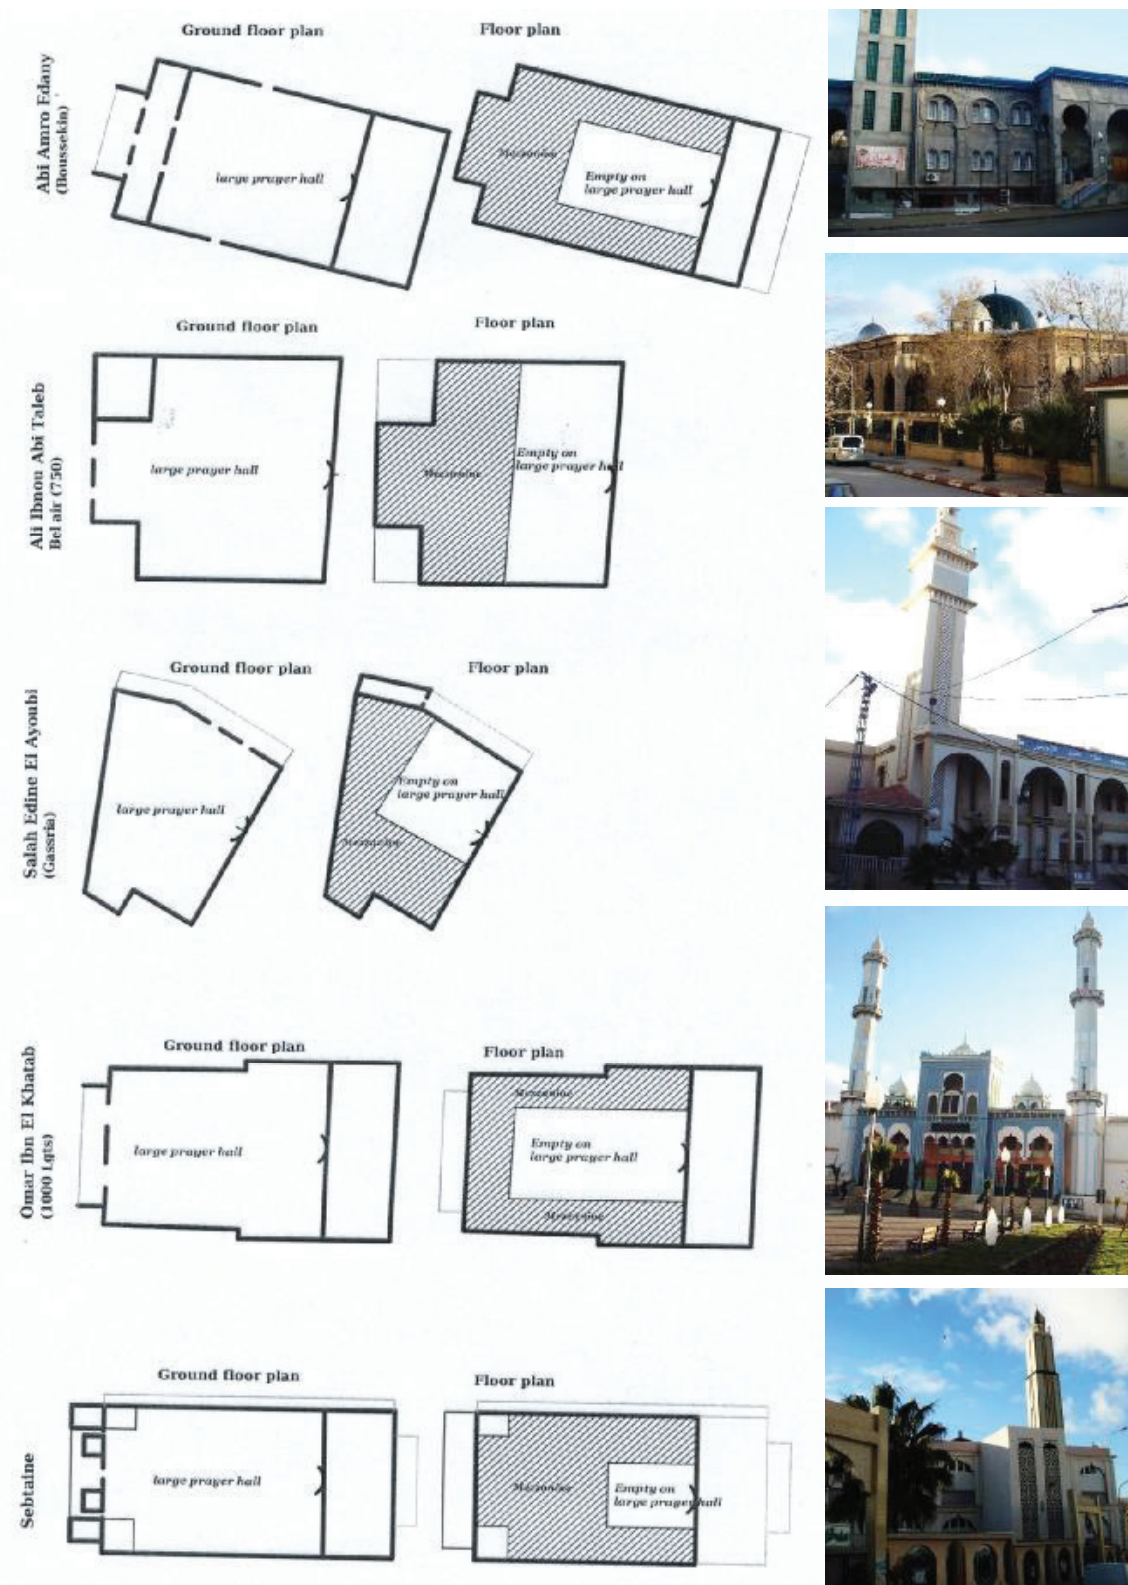 Ground floor plan
Floor plan
Abi Amro Edany
(Boussekin)
large prayer hall
Mezzanine
Empty on
large prayer hall
Ground floor plan
Floor plan
Ali Ibnou Abi Taleb
Bel air (750)
large prayer hall
Mezzanine
Empty on
large prayer hall
Ground floor plan
Floor plan
Salah Edine El Ayoubi
(Gassria)
large prayer hall
Empty on
large prayer hall
Mezzanine
Ground floor plan
Floor plan
Omar Ibn El Khatab
(1000 Lgts)
large prayer hall
Mezzanine
Empty on
large prayer hall
Mezzanine
Ground floor plan
Floor plan
Sebtaine
large prayer hall
Mezzanine
Empty on
large prayer hall